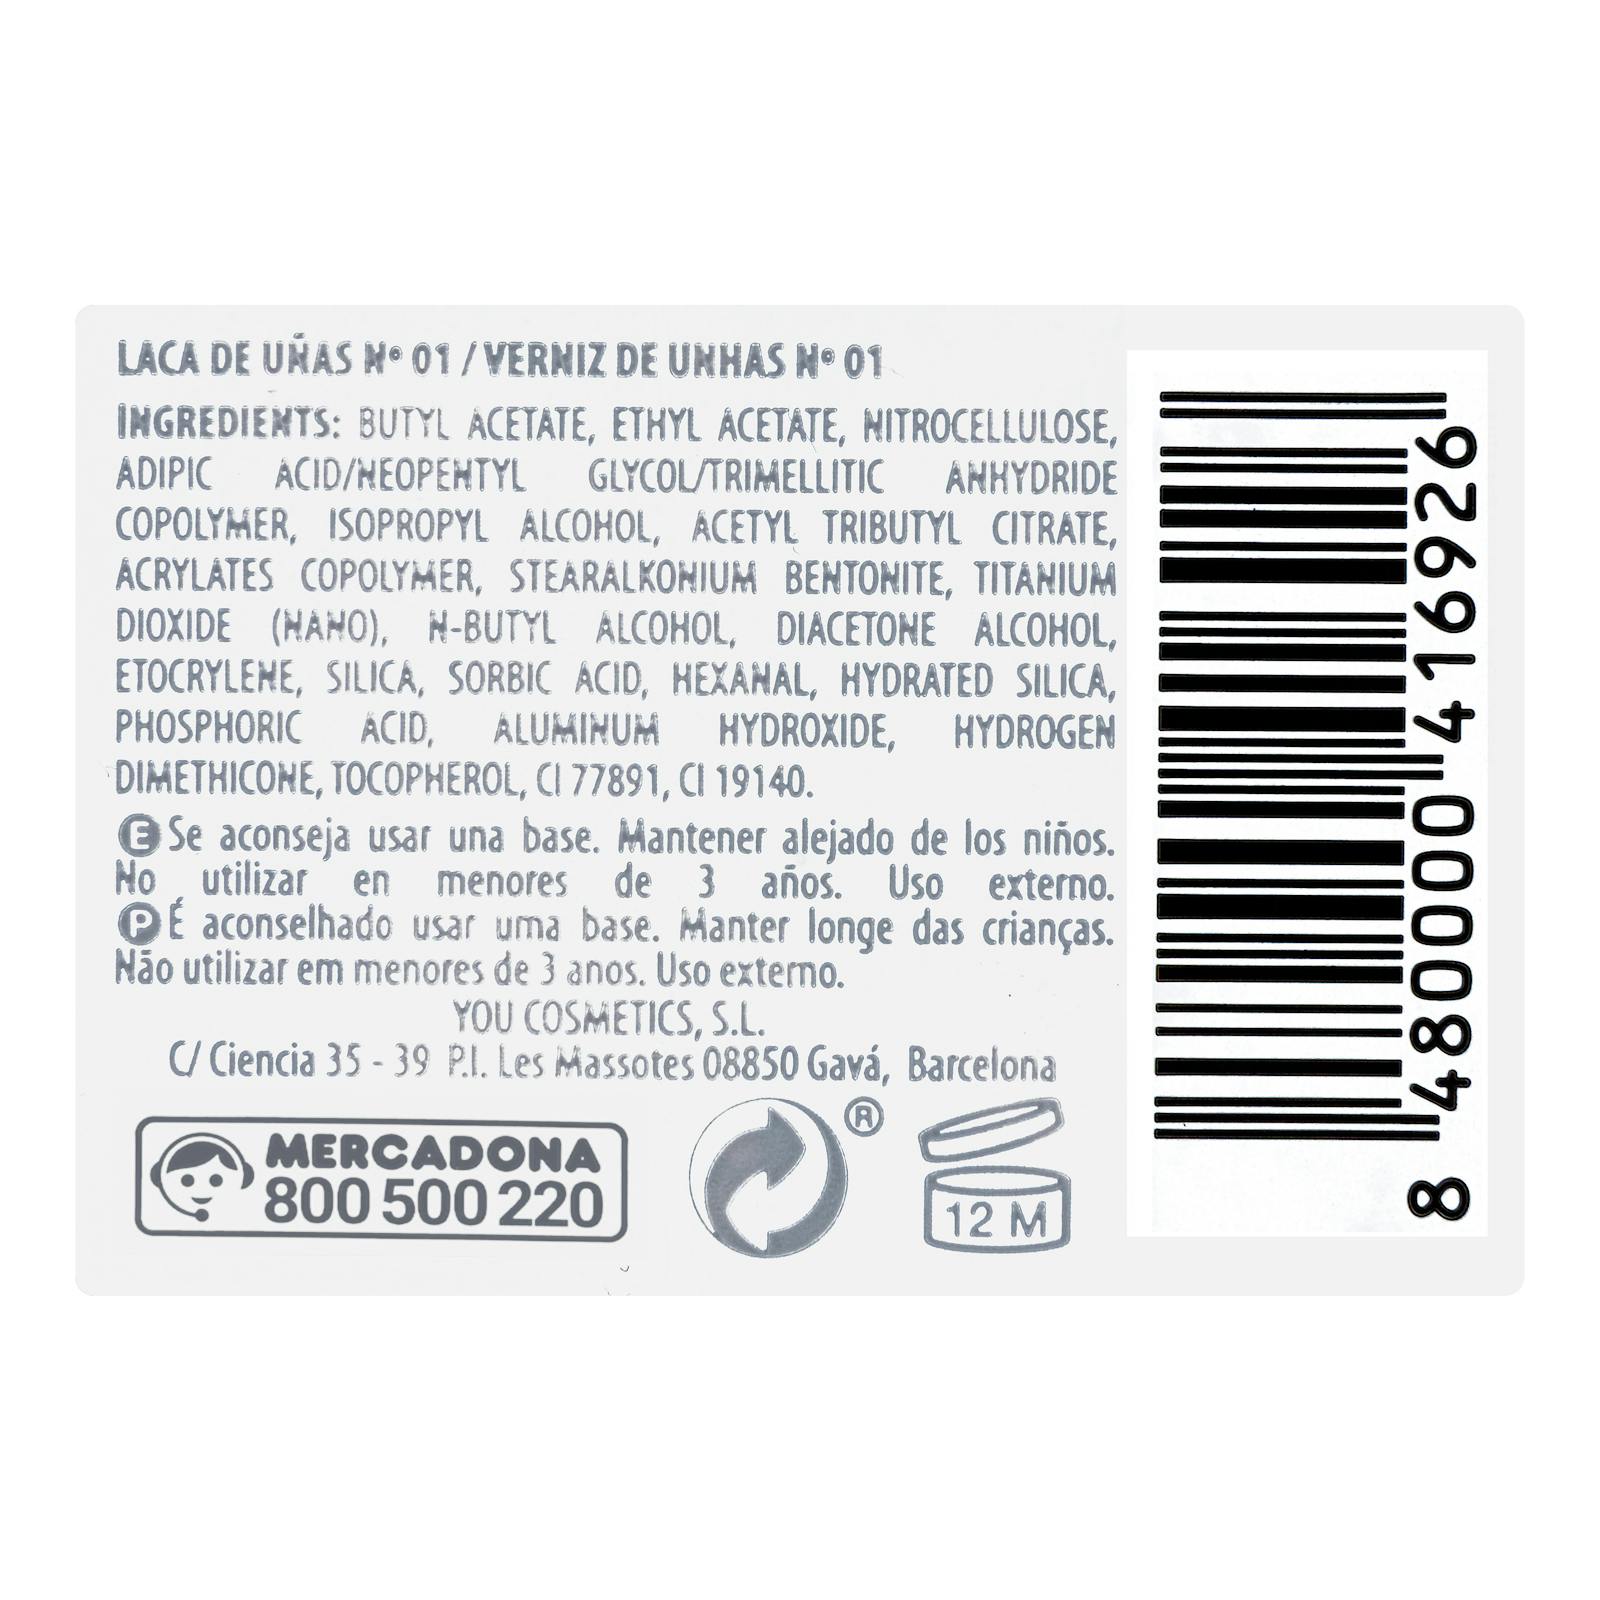 LACA DE UÑAS Nº 01 / VERNIZ DE UNHAS Nº 01
INGREDIENTS: BUTYL ACETATE, ETHYL ACETATE, NITROCELLULOSE,
ADIPIC ACID/NEOPENTYL GLYCOL/TRIMELLITIC ANHYDRIDE
COPOLYMER, ISOPROPYL ALCOHOL, ACETYL TRIBUTYL CITRATE,
ACRYLATES COPOLYMER, STEARALKONIUM BENTONITE, TITANIUM
DIOXIDE (NANO), N-BUTYL ALCOHOL, DIACETONE ALCOHOL,
ETOCRYLENE, SILICA, SORBIC ACID, HEXANAL, HYDRATED SILICA,
PHOSPHORIC ACID, ALUMINUM HYDROXIDE, HYDROGEN
DIMETHICONE, TOCOPHEROL, CI 77891, CI 19140.
E Se aconseja usar una base. Mantener alejado de los niños.
No utilizar en menores de 3 años. Uso externo.
P É aconselhado usar uma base. Manter longe das crianças.
Não utilizar em menores de 3 anos. Uso externo.
YOU COSMETICS, S.L.
C/ Ciencia 35 - 39 P.I. Les Massotes 08850 Gavá, Barcelona
MERCADONA
800 500 220
®
12 M
8 480000 416926